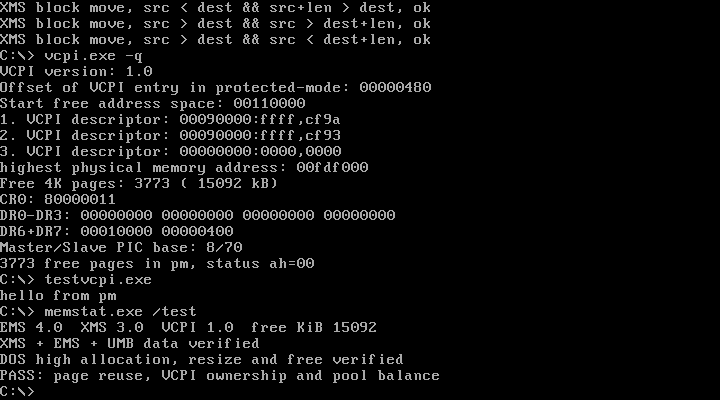 XMS block move, src < dest && src+len > dest, ok
XMS block move, src > dest && src > dest+len, ok
XMS block move, src > dest && src < dest+len, ok
C:\> vcpi.exe -q
VCPI version: 1.0
Offset of VCPI entry in protected-mode: 00000480
Start free address space: 00110000
1. VCPI descriptor: 00090000:ffff,cf9a
2. VCPI descriptor: 00090000:ffff,cf93
3. VCPI descriptor: 00000000:0000,0000
highest physical memory address: 00fdf000
Free 4K pages: 3773 ( 15092 kB)
CR0: 80000011
DR0-DR3: 00000000 00000000 00000000 00000000
DR6+DR7: 00010000 00000400
Master/Slave PIC base: 8/70
3773 free pages in pm, status ah=00
C:\> testvcpi.exe
hello from pm
C:\> memstat.exe /test
EMS 4.0  XMS 3.0  VCPI 1.0  free KiB 15092
XMS + EMS + UMB data verified
DOS high allocation, resize and free verified
PASS: page reuse, VCPI ownership and pool balance
C:\>